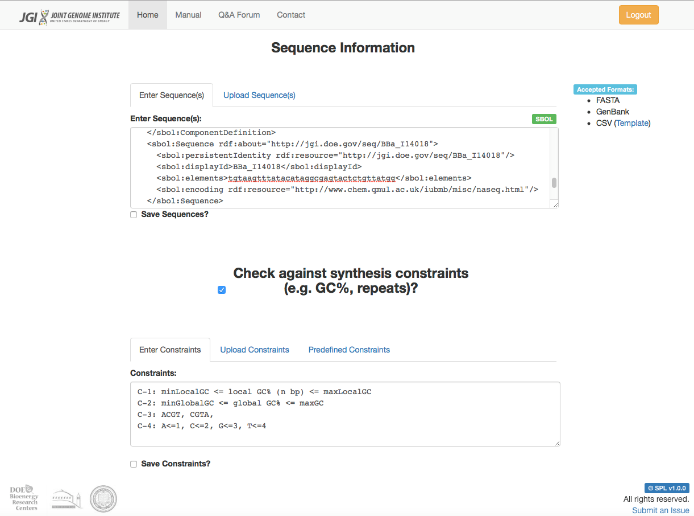 JGI JOINT GENOME INSTITUTE
Home Manual Q&A Forum Contact Logout
Sequence Information
Enter Sequence(s) Upload Sequence(s)
Accepted Formats:
FASTA
GenBank
CSV (Template)
Enter Sequence(s): SBOL
</sbol:ComponentDefinition>
<sbol:Sequence rdf:about="http://jgi.doe.gov/seq/BBa_I14018">
<sbol:persistentIdentity rdf:resource="http://jgi.doe.gov/seq/BBa_I14018"/>
<sbol:displayId>BBa_I14018</sbol:displayId>
<sbol:elements>tgtaagtttatacataggcgagtactctgttatgg</sbol:elements>
<sbol:encoding rdf:resource="http://www.chem.qmul.ac.uk/iubmb/misc/naseq.html"/>
</sbol:Sequence>
Save Sequences?
Check against synthesis constraints
(e.g. GC%, repeats)?
Enter Constraints Upload Constraints Predefined Constraints
Constraints:
C-1: minLocalGC <= local GC% (n bp) <= maxLocalGC
C-2: minGlobalGC <= global GC% <= maxGC
C-3: ACGT, CGTA,
C-4: A<=1, C<=2, G<=3, T<=4
Save Constraints?
DOE
Bioenergy
Research
Centers
© SPL v1.0.0
All rights reserved.
Submit an Issue